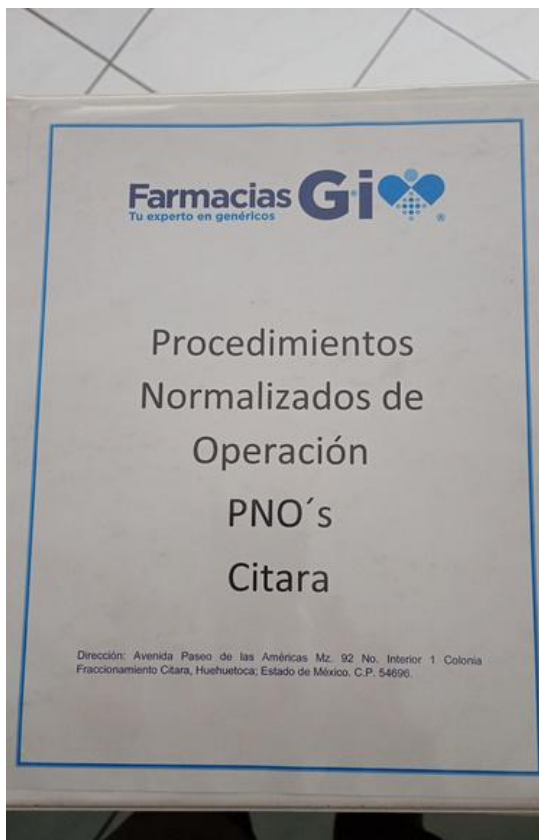 Farmacias G·i ®
Tu experto en genéricos
Procedimientos
Normalizados de
Operación
PNO´s
Citara
Dirección: Avenida Paseo de las Américas Mz. 92 No. Interior 1 Colonia
Fraccionamiento Citara, Huehuetoca; Estado de México. C.P. 54696.